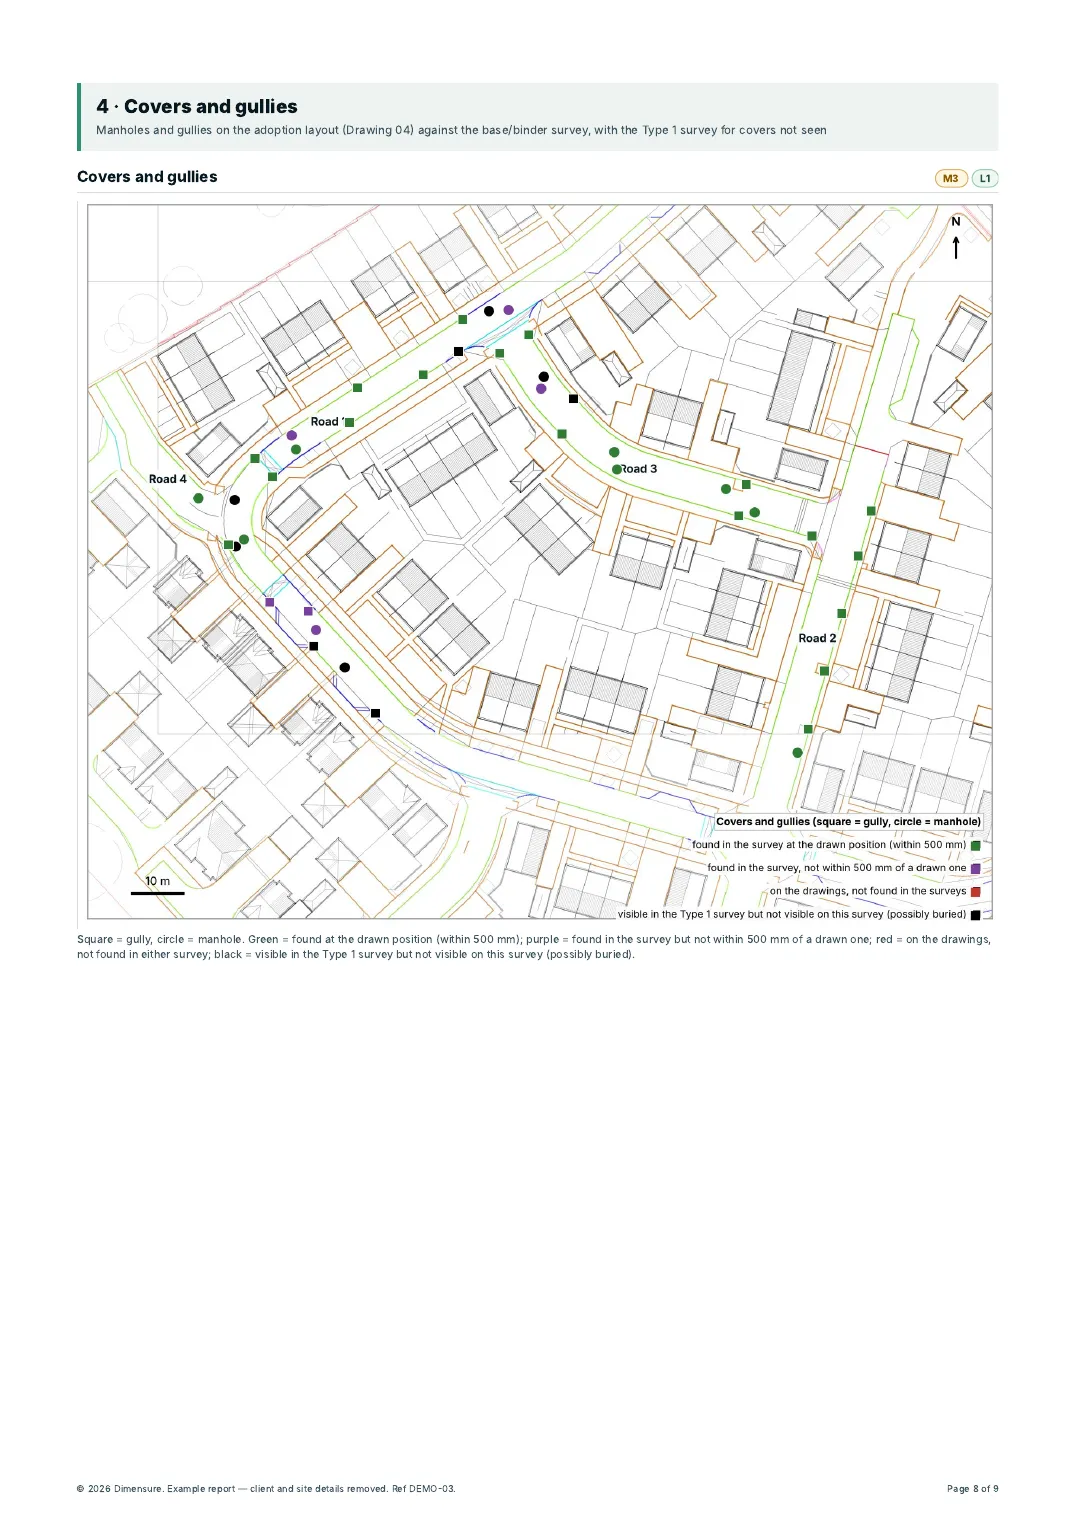 4 · Covers and gullies
Manholes and gullies on the adoption layout (Drawing 04) against the base/binder survey, with the Type 1 survey for covers not seen
Covers and gullies
M3 L1
N
Road
Road 4
Road 3
Road 2
Covers and gullies (square = gully, circle = manhole)
found in the survey at the drawn position (within 500 mm)
found in the survey, not within 500 mm of a drawn one
on the drawings, not found in the surveys
visible in the Type 1 survey but not visible on this survey (possibly buried)
10 m
Square = gully, circle = manhole. Green = found at the drawn position (within 500 mm); purple = found in the survey but not within 500 mm of a drawn one; red = on the drawings,
not found in either survey; black = visible in the Type 1 survey but not visible on this survey (possibly buried).
© 2026 Dimensure. Example report — client and site details removed. Ref DEMO-03.
Page 8 of 9